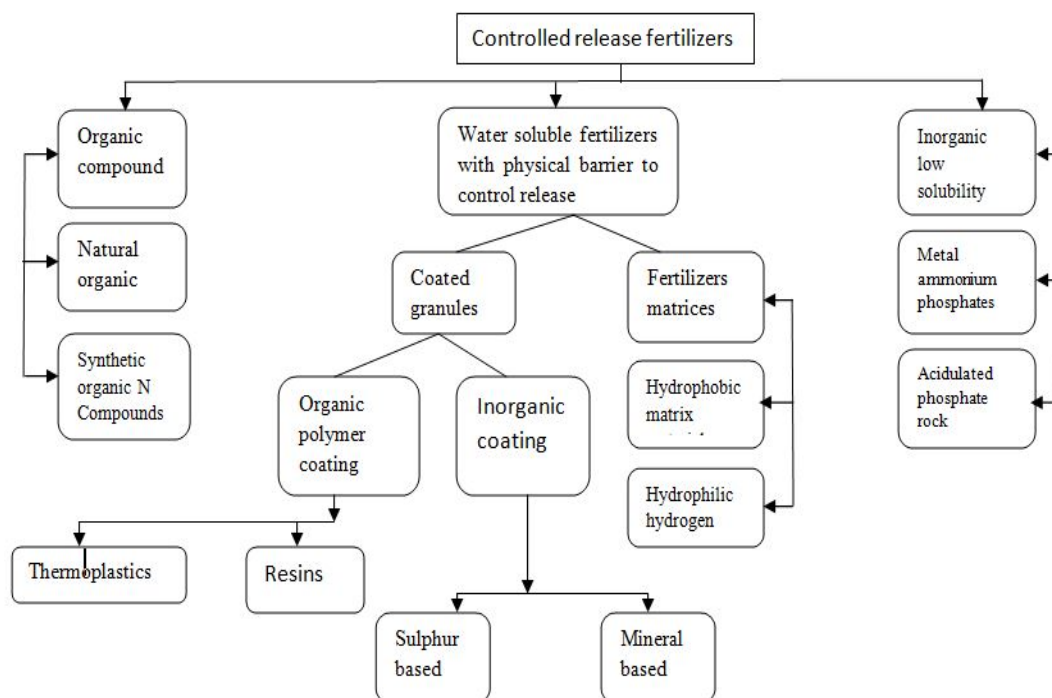 Controlled release fertilizers
Organic
compound
Water soluble fertilizers
with physical barrier to
control release
Inorganic
low
solubility
Natural
organic
Coated
granules
Fertilizers
matrices
Metal
ammonium
phosphates
Synthetic
organic N
Compounds
Organic
polymer
coating
Inorganic
coating
Hydrophobic
matrix
Acidulated
phosphate
rock
Hydrophilic
hydrogen
Thermoplastics
Resins
Sulphur
based
Mineral
based